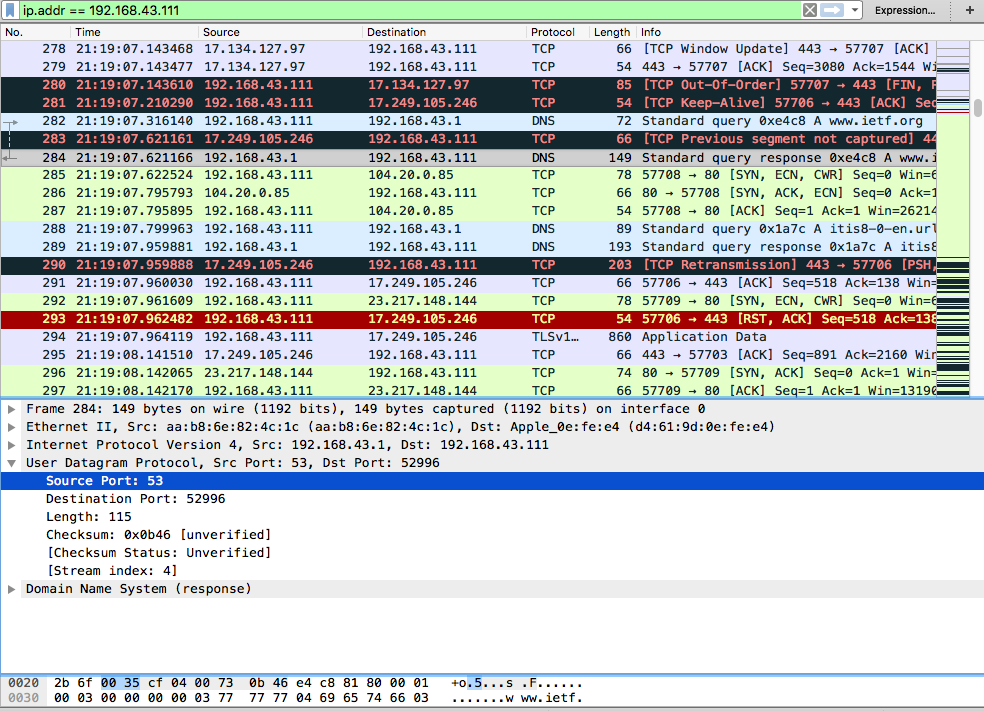 ip.addr == 192.168.43.111 Expression... +
No. Time Source Destination Protocol Length Info
278 21:19:07.143468 17.134.127.97 192.168.43.111 TCP 66 [TCP Window Update] 443 → 57707 [ACK]
279 21:19:07.143477 17.134.127.97 192.168.43.111 TCP 54 443 → 57707 [ACK] Seq=3080 Ack=1544 Wi
280 21:19:07.143610 192.168.43.111 17.134.127.97 TCP 85 [TCP Out-Of-Order] 57707 → 443 [FIN,
281 21:19:07.210290 192.168.43.111 17.249.105.246 TCP 54 [TCP Keep-Alive] 57706 → 443 [ACK] Se
282 21:19:07.316140 192.168.43.111 192.168.43.1 DNS 72 Standard query 0xe4c8 A www.ietf.org
283 21:19:07.621161 17.249.105.246 192.168.43.111 TCP 66 [TCP Previous segment not captured] 44
284 21:19:07.621166 192.168.43.1 192.168.43.111 DNS 149 Standard query response 0xe4c8 A www.i
285 21:19:07.622524 192.168.43.111 104.20.0.85 TCP 78 57708 → 80 [SYN, ECN, CWR] Seq=0 Win=6
286 21:19:07.795793 104.20.0.85 192.168.43.111 TCP 66 80 → 57708 [SYN, ACK, ECN] Seq=0 Ack=1
287 21:19:07.795895 192.168.43.111 104.20.0.85 TCP 54 57708 → 80 [ACK] Seq=1 Ack=1 Win=26214
288 21:19:07.799963 192.168.43.111 192.168.43.1 DNS 89 Standard query 0x1a7c A itis8-0-en.url
289 21:19:07.959881 192.168.43.1 192.168.43.111 DNS 193 Standard query response 0x1a7c A itis8
290 21:19:07.959888 17.249.105.246 192.168.43.111 TCP 203 [TCP Retransmission] 443 → 57706 [PSH,
291 21:19:07.960030 192.168.43.111 17.249.105.246 TCP 66 57706 → 443 [ACK] Seq=518 Ack=138 Win=
292 21:19:07.961609 192.168.43.111 23.217.148.144 TCP 78 57709 → 80 [SYN, ECN, CWR] Seq=0 Win=6
293 21:19:07.962482 192.168.43.111 17.249.105.246 TCP 54 57706 → 443 [RST, ACK] Seq=518 Ack=138
294 21:19:07.964119 192.168.43.111 17.249.105.246 TLSv1… 860 Application Data
295 21:19:08.141510 17.249.105.246 192.168.43.111 TCP 66 443 → 57703 [ACK] Seq=891 Ack=2160 Win
296 21:19:08.142065 23.217.148.144 192.168.43.111 TCP 74 80 → 57709 [SYN, ACK] Seq=0 Ack=1 Win=
297 21:19:08.142170 192.168.43.111 23.217.148.144 TCP 66 57709 → 80 [ACK] Seq=1 Ack=1 Win=13190
Frame 284: 149 bytes on wire (1192 bits), 149 bytes captured (1192 bits) on interface 0
Ethernet II, Src: aa:b8:6e:82:4c:1c (aa:b8:6e:82:4c:1c), Dst: Apple_0e:fe:e4 (d4:61:9d:0e:fe:e4)
Internet Protocol Version 4, Src: 192.168.43.1, Dst: 192.168.43.111
User Datagram Protocol, Src Port: 53, Dst Port: 52996
Source Port: 53
Destination Port: 52996
Length: 115
Checksum: 0x0b46 [unverified]
[Checksum Status: Unverified]
[Stream index: 4]
Domain Name System (response)
0020 2b 6f 00 35 cf 04 00 73 0b 46 e4 c8 81 80 00 01 +o.5...s .F......
0030 00 03 00 00 00 00 03 77 77 77 04 69 65 74 66 03 .......w ww.ietf.